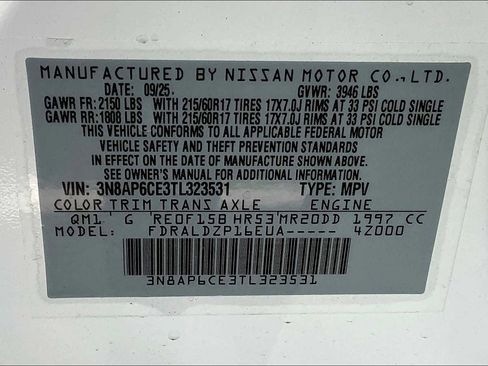 MANUFACTURED BY NISSAN MOTOR CO., LTD.
DATE: 09/25. GVWR: 3946 LBS
GAWR FR: 2150 LBS WITH 215/60R17 TIRES 17X7.0J RIMS AT 33 PSI COLD SINGLE
GAWR RR: 1808 LBS WITH 215/60R17 TIRES 17X7.0J RIMS AT 33 PSI COLD SINGLE
THIS VEHICLE CONFORMS TO ALL APPLICABLE FEDERAL MOTOR
VEHICLE SAFETY AND THEFT PREVENTION STANDARDS IN
EFFECT ON THE DATE OF MANUFACTURE SHOWN ABOVE.
SEE OWNER'S MANUAL FOR ADDITIONAL INFORMATION.
VIN: 3N8AP6CE3TL323531 TYPE: MPV
COLOR TRIM TRANS AXLE ENGINE
QM1 G RE0F15B HR53 MR20DD 1997 CC
MODEL: FDRALDZP16EUA----- 4Z000
3N8AP6CE3TL323531